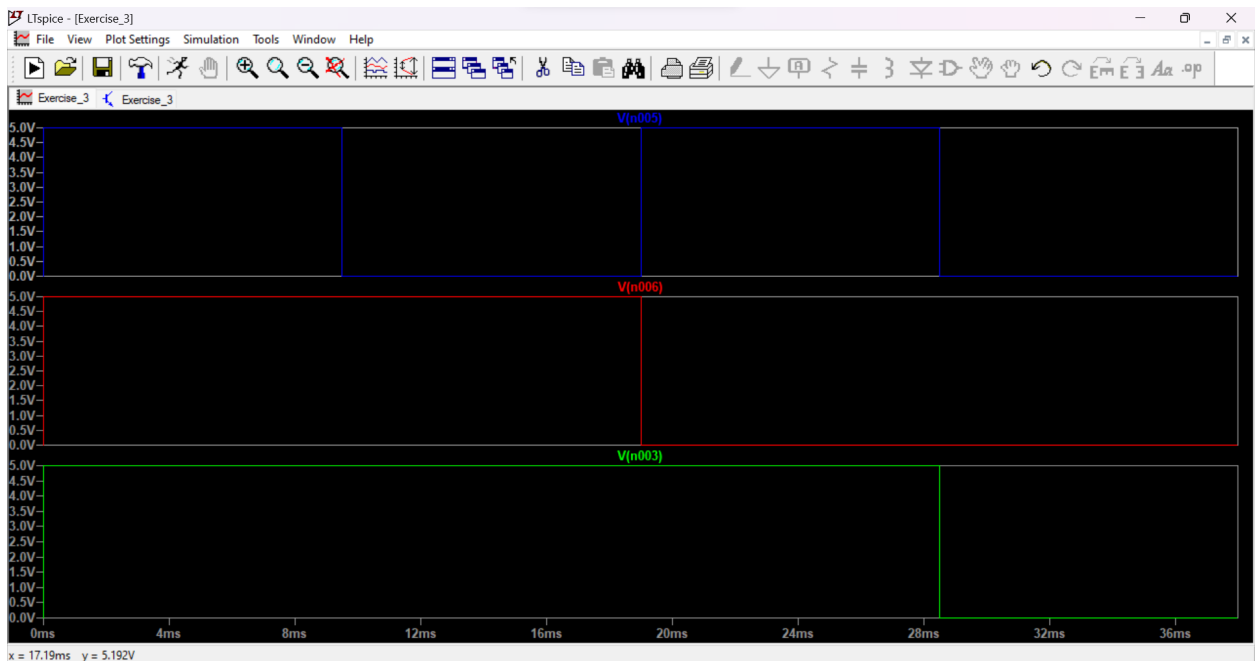 LTspice - [Exercise_3]
File View Plot Settings Simulation Tools Window Help
Exercise_3 Exercise_3
V(n005)
5.0V
4.5V
4.0V
3.5V
3.0V
2.5V
2.0V
1.5V
1.0V
0.5V
0.0V
V(n006)
5.0V
4.5V
4.0V
3.5V
3.0V
2.5V
2.0V
1.5V
1.0V
0.5V
0.0V
V(n003)
5.0V
4.5V
4.0V
3.5V
3.0V
2.5V
2.0V
1.5V
1.0V
0.5V
0.0V
0ms 4ms 8ms 12ms 16ms 20ms 24ms 28ms 32ms 36ms
x = 17.19ms y = 5.192V